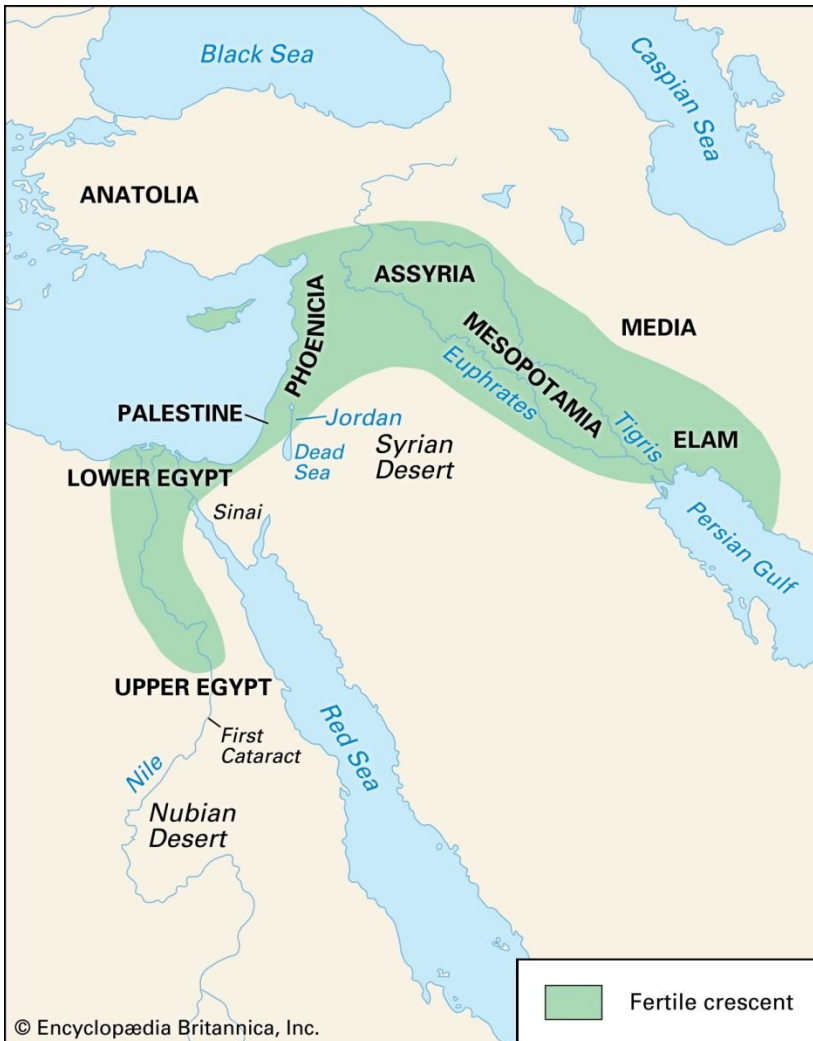 Black Sea
Caspian Sea
ANATOLIA
ASSYRIA
PHOENICIA
MESOPOTAMIA
MEDIA
Euphrates
Tigris
PALESTINE
Jordan
Dead
Sea
Syrian
Desert
ELAM
LOWER EGYPT
Sinai
Persian Gulf
UPPER EGYPT
First
Cataract
Red Sea
Nile
Nubian
Desert
Fertile crescent
© Encyclopædia Britannica, Inc.